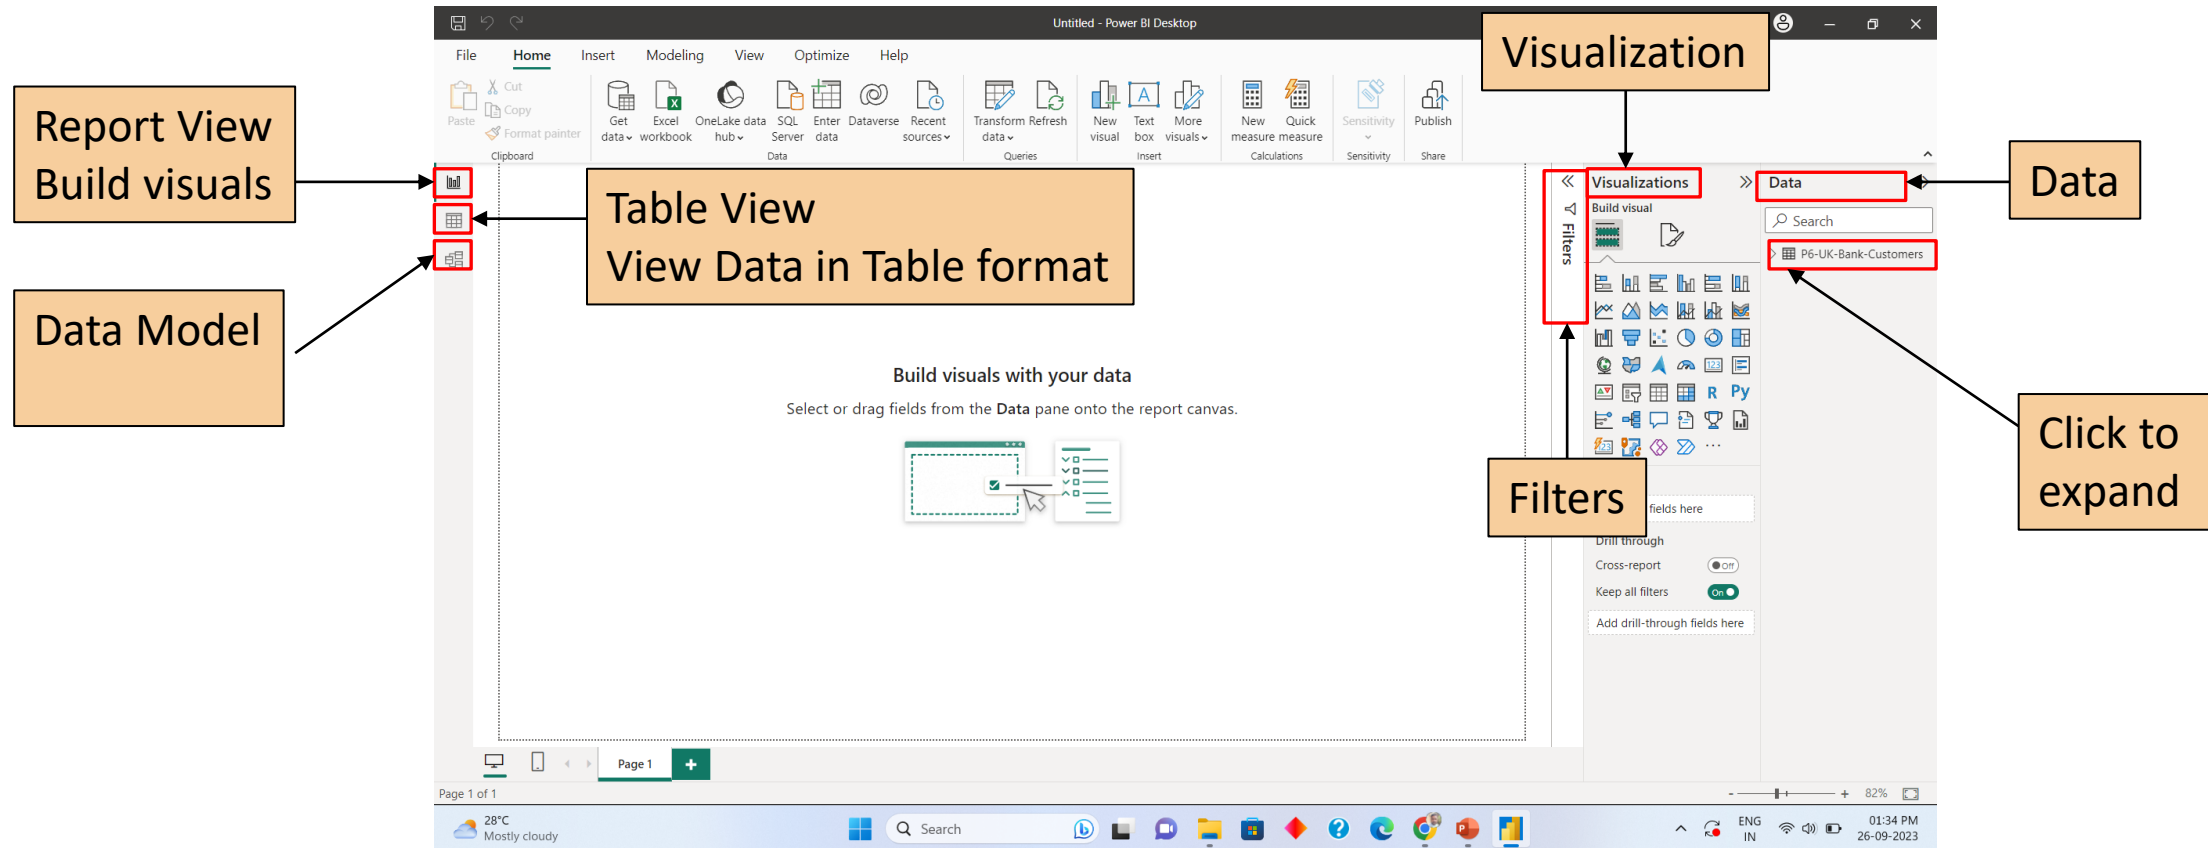 Untitled - Power BI Desktop
File Home Insert Modeling View Optimize Help
Visualization
Paste
Cut
Copy
Format painter
Clipboard
Get data
Excel workbook
OneLake data hub
SQL Server
Enter data
Dataverse
Recent sources
Data
Transform data
Refresh
Queries
New visual
Text box
More visuals
Insert
New measure
Quick measure
Calculations
Sensitivity
Sensitivity
Publish
Share
Report View
Build visuals
Table View
View Data in Table format
Data Model
Filters
Visualizations
Build visual
123
R Py
123
Data
Search
P6-UK-Bank-Customers
Data
Click to
expand
Build visuals with your data
Select or drag fields from the Data pane onto the report canvas.
Filters
fields here
Drill through
Cross-report Off
Keep all filters On
Add drill-through fields here
Page 1
Page 1 of 1
- + 82%
28°C
Mostly cloudy
Search
ENG
IN
01:34 PM
26-09-2023